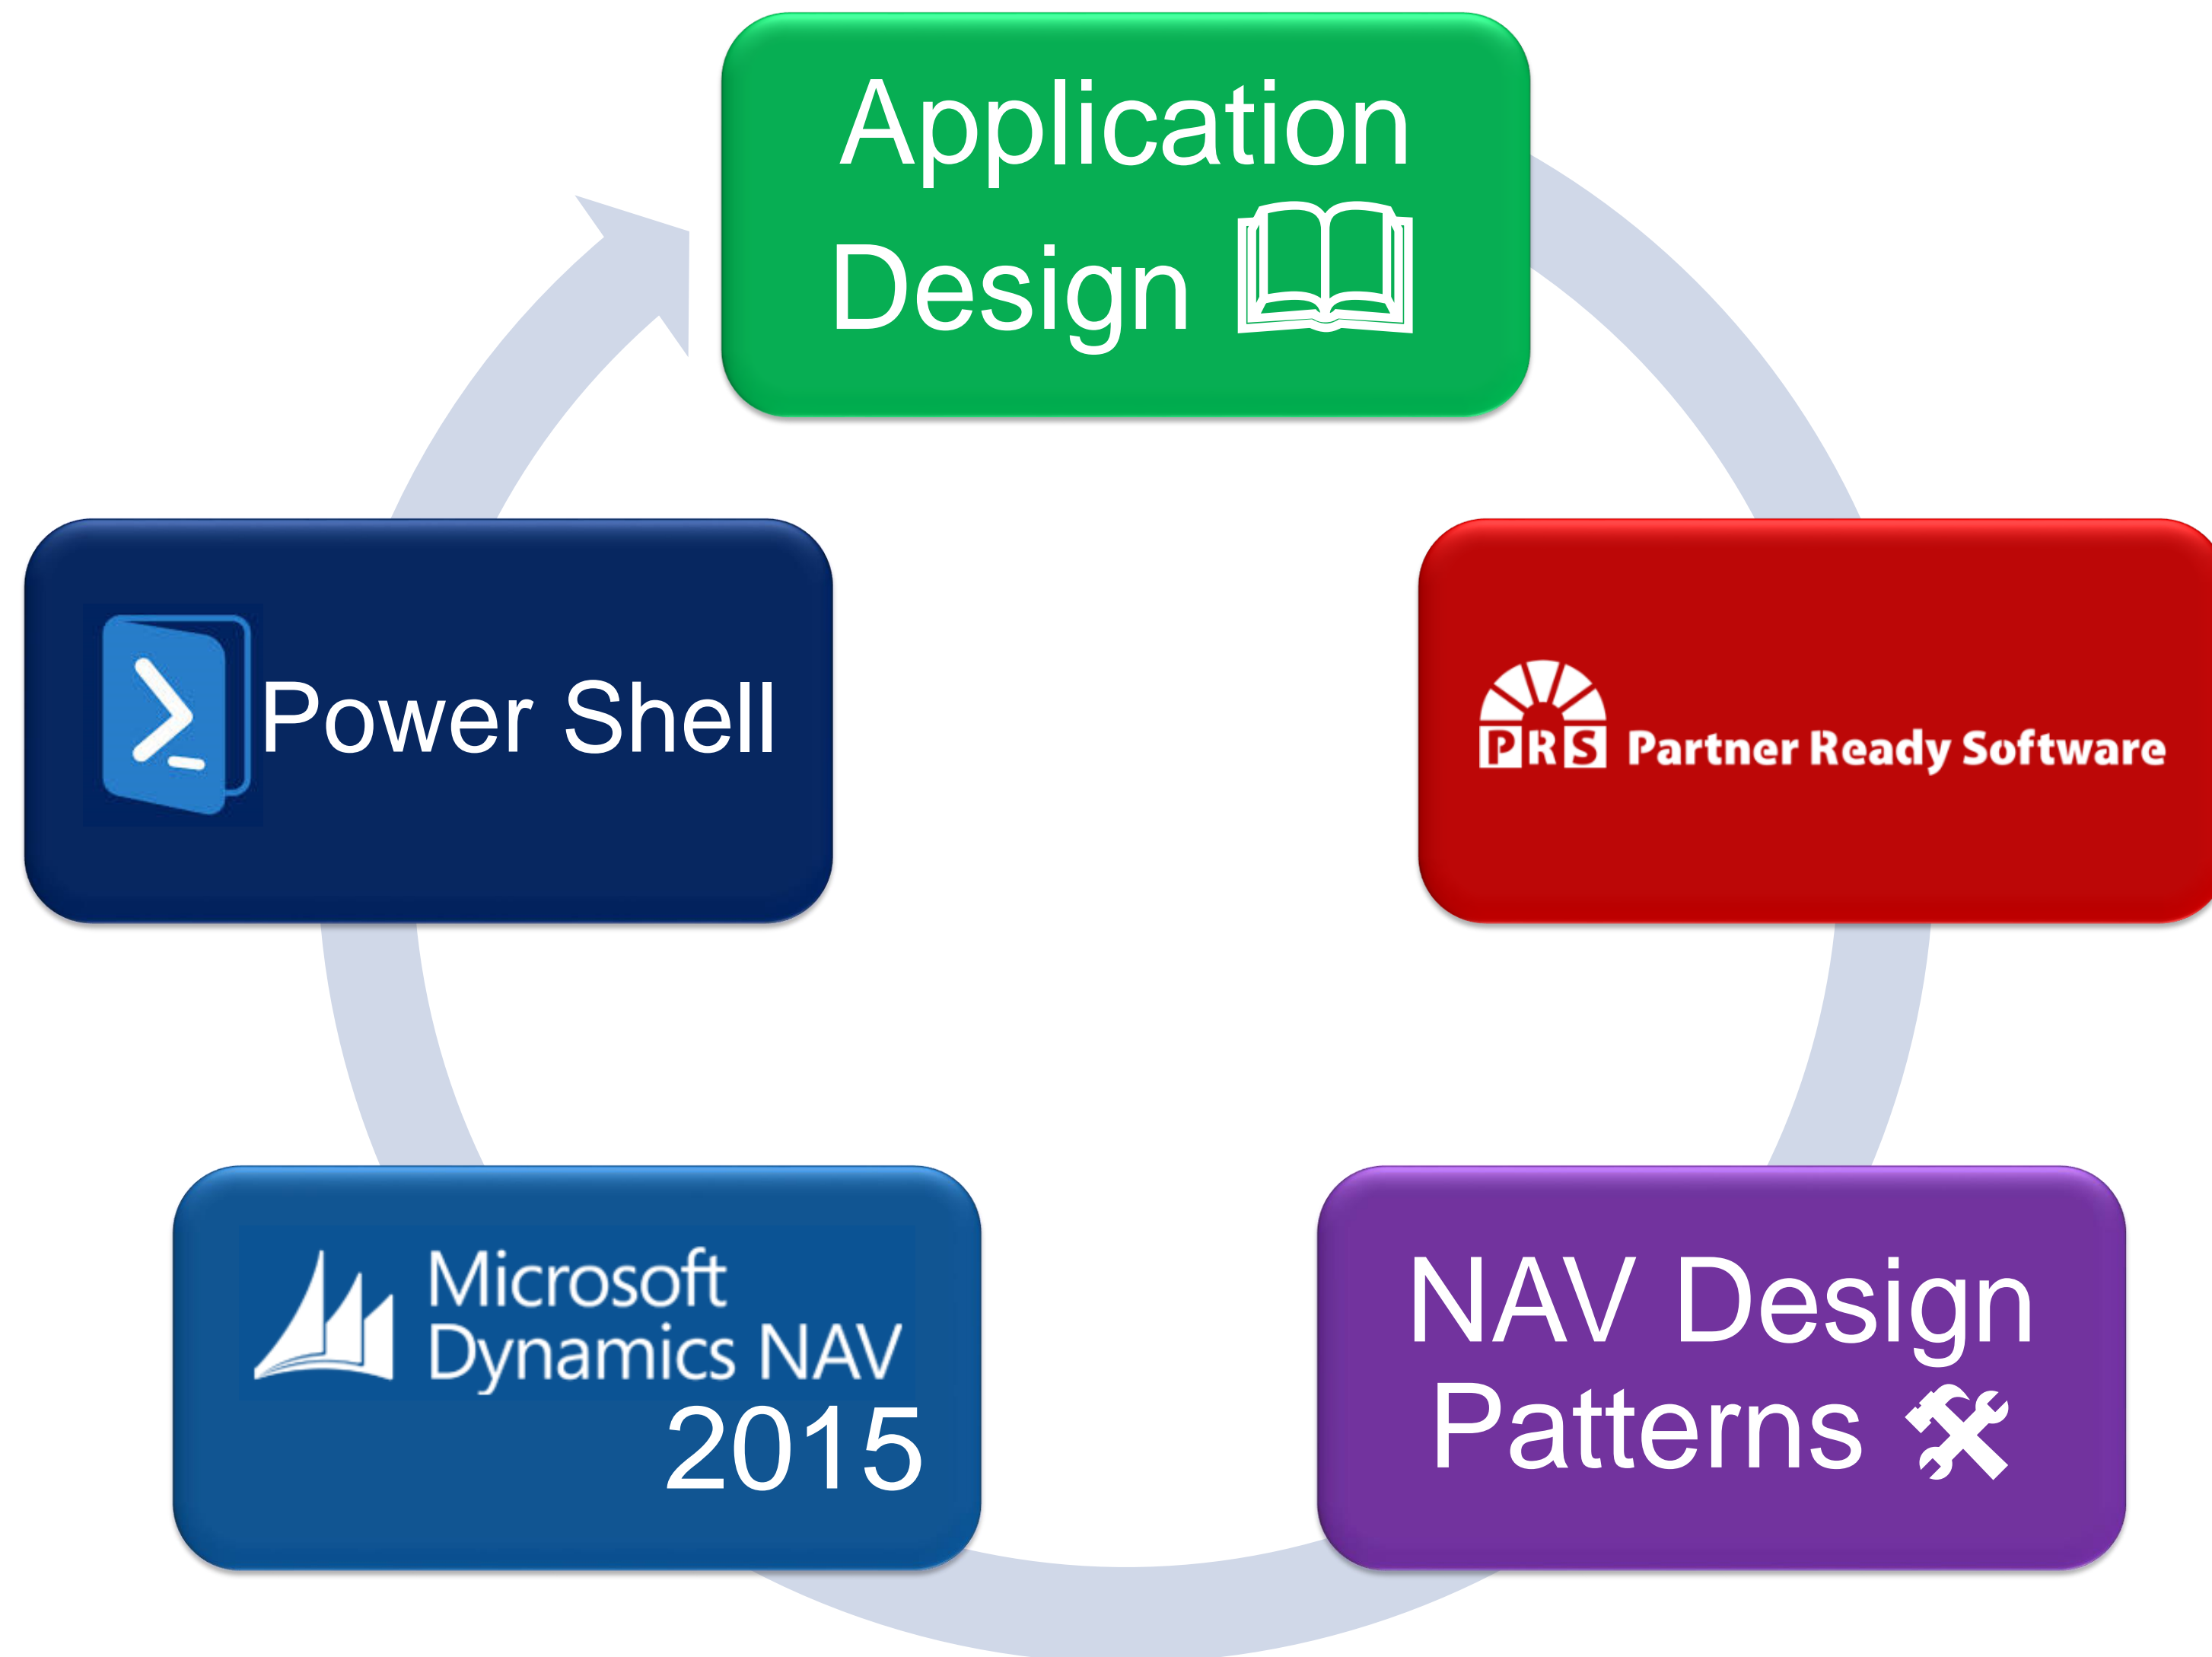 Application
Design
PRS Partner Ready Software
NAV Design
Patterns
Microsoft
Dynamics NAV
2015
Power Shell